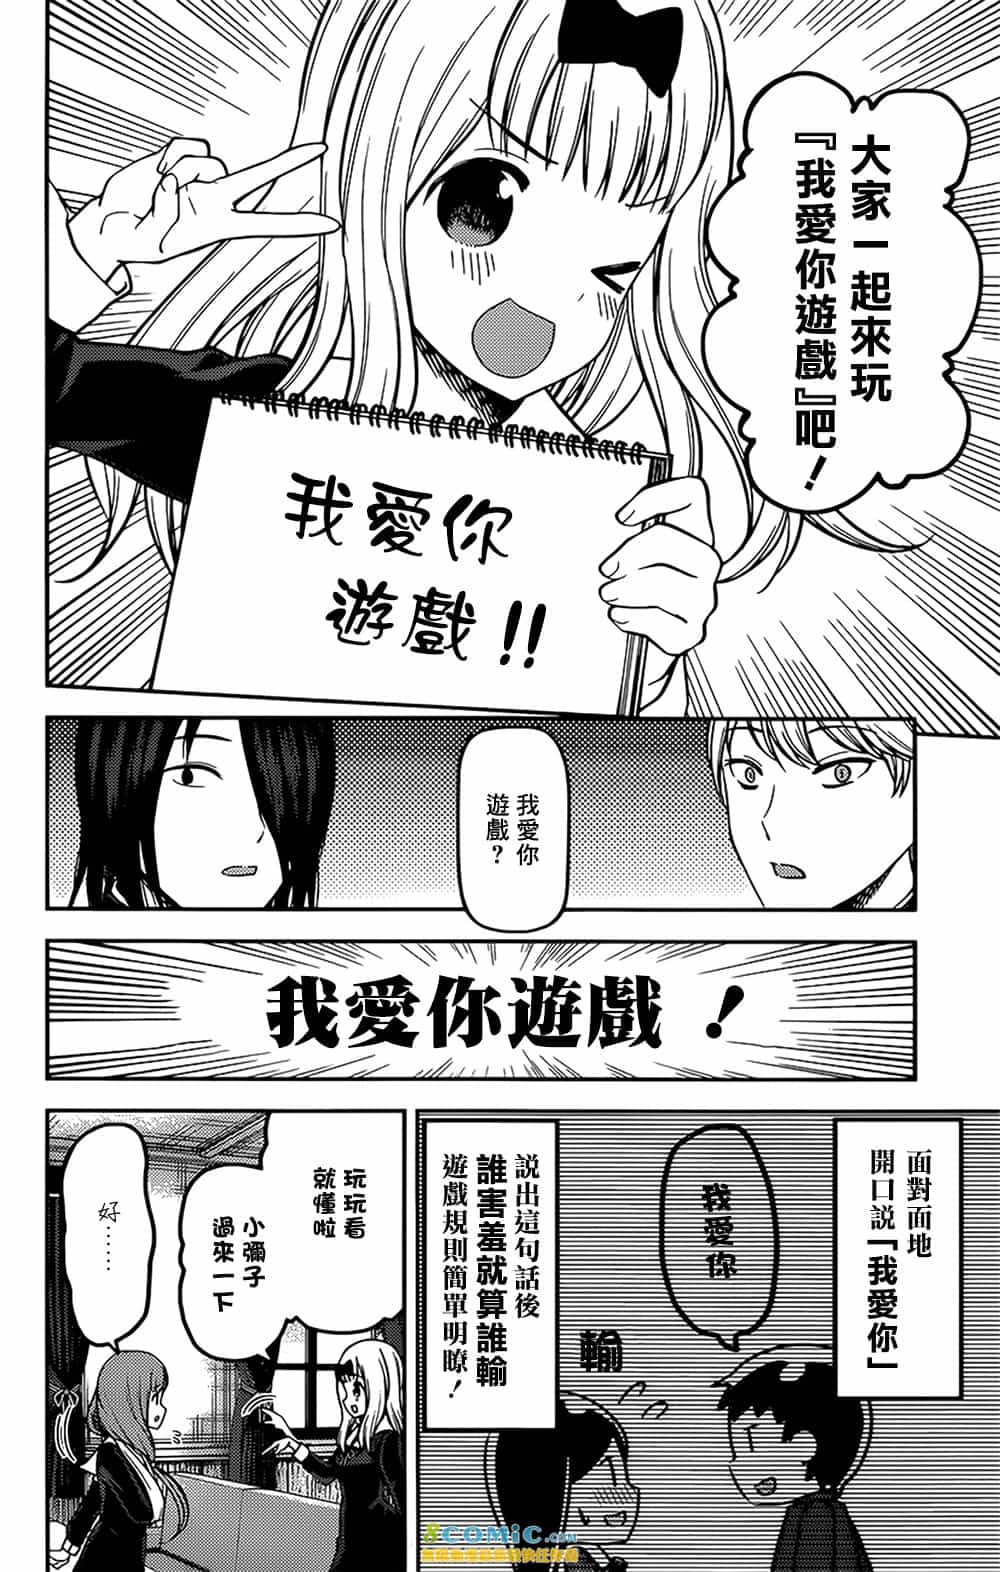 大家一起來玩
『我愛你遊戲』吧！
我愛你
遊戲！！
我愛你
遊戲？
我愛你遊戲！
面對面地
開口說「我愛你」
我愛你
輸
說出這句話後
誰害羞就算誰輸
遊戲規則簡單明瞭！
玩玩看
就懂啦
小彌子
過來一下
好……
COMIC.COM